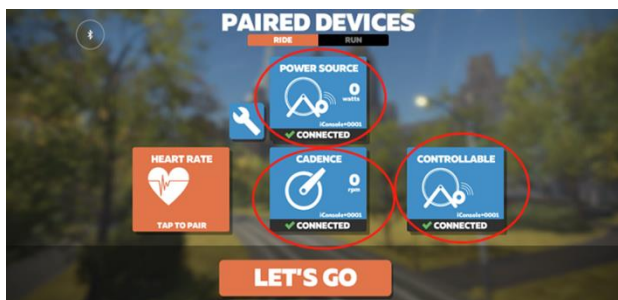 PAIRED DEVICES
RIDE RUN
POWER SOURCE
0
watts
iConsole+0001
CONNECTED
HEART RATE
TAP TO PAIR
CADENCE
0
rpm
iConsole+0001
CONNECTED
CONTROLLABLE
iConsole+0001
CONNECTED
LET'S GO